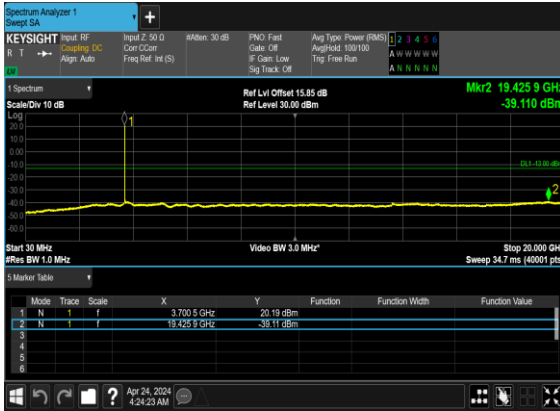 Spectrum Analyzer 1
Swept SA
+
KEYSIGHT Input: RF Input Z: 50 Ω #Atten: 30 dB PNO: Fast Avg Type: Power (RMS) 1 2 3 4 5 6
R T Coupling: DC Corr CCorr Gate: Off Avg|Hold: 100/100 A W W W W W
Align: Auto Freq Ref: Int (S) IF Gain: Low Trig: Free Run
Sig Track: Off A N N N N N
1 Spectrum Ref Lvl Offset 15.85 dB Mkr2 19.425 9 GHz
Scale/Div 10 dB Ref Level 30.00 dBm -39.110 dBm
Log
20.0
10.0
0.00
-10.0
-20.0
-30.0
-40.0
-50.0
-60.0
1
DL1 -13.00 dBm
2
Start 30 MHz Video BW 3.0 MHz* Stop 20.000 GHz
#Res BW 1.0 MHz Sweep 34.7 ms (40001 pts)
5 Marker Table
Mode Trace Scale X Y Function Function Width Function Value
1 N 1 f 3.700 5 GHz 20.19 dBm
2 N 1 f 19.425 9 GHz -39.11 dBm
3
4
5
6
? Apr 24, 2024
4:24:23 AM